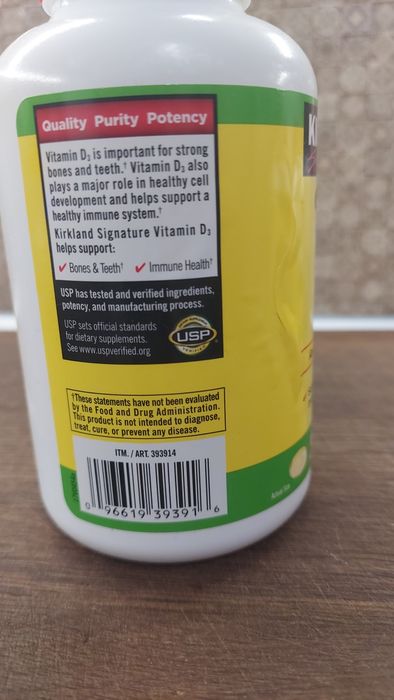 Quality Purity Potency
Vitamin D₃ is important for strong
bones and teeth.† Vitamin D₃ also
plays a major role in healthy cell
development and helps support a
healthy immune system.†
Kirkland Signature Vitamin D₃
helps support:
✓ Bones & Teeth† ✓ Immune Health†
USP has tested and verified ingredients,
potency, and manufacturing process.
USP sets official standards
for dietary supplements.
See www.uspverified.org
USP
†These statements have not been evaluated
by the Food and Drug Administration.
This product is not intended to diagnose,
treat, cure, or prevent any disease.
ITM. / ART. 393914
0 96619 39391 6
Actual Size